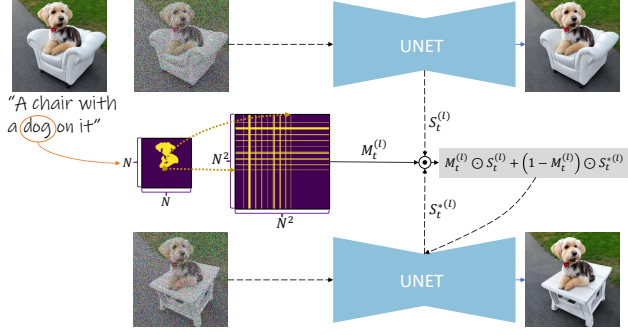 UNET
"A chair with
a dog on it"
N
N
N²
N²
M_t^{(l)}
S_t^{(l)}
M_t^{(l)} ⊙ S_t^{(l)} + (1 − M_t^{(l)}) ⊙ S_t^{*(l)}
S_t^{*(l)}
UNET